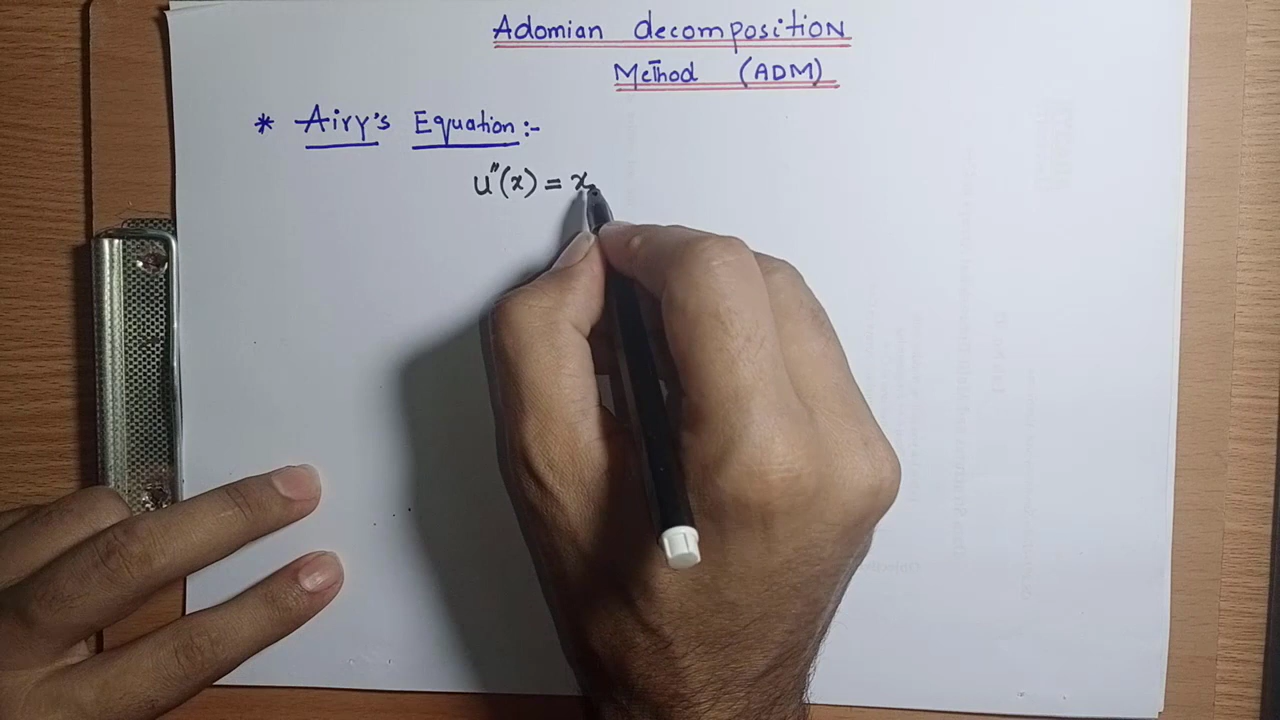 Adomian decomposition
Method (ADM)
* Airy's Equation :-
u"(x) = x